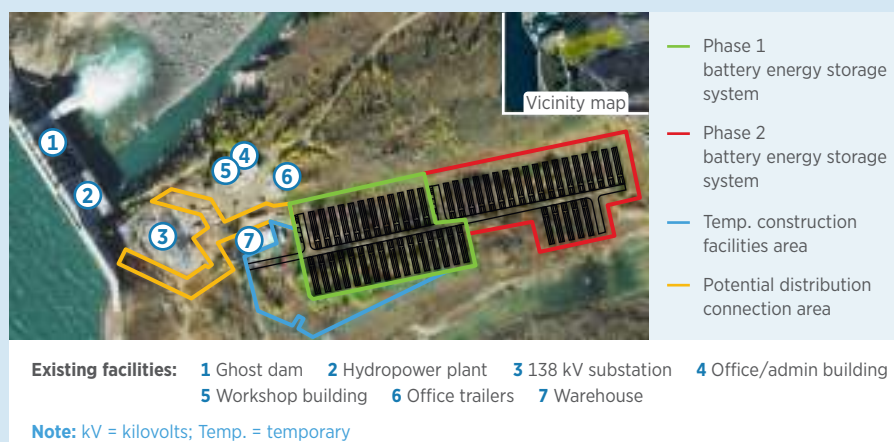 Vicinity map
1
2
3
4
5
6
7
Phase 1
battery energy storage
system
Phase 2
battery energy storage
system
Temp. construction
facilities area
Potential distribution
connection area
Existing facilities: 1 Ghost dam 2 Hydropower plant 3 138 kV substation 4 Office/admin building
5 Workshop building 6 Office trailers 7 Warehouse
Note: kV = kilovolts; Temp. = temporary